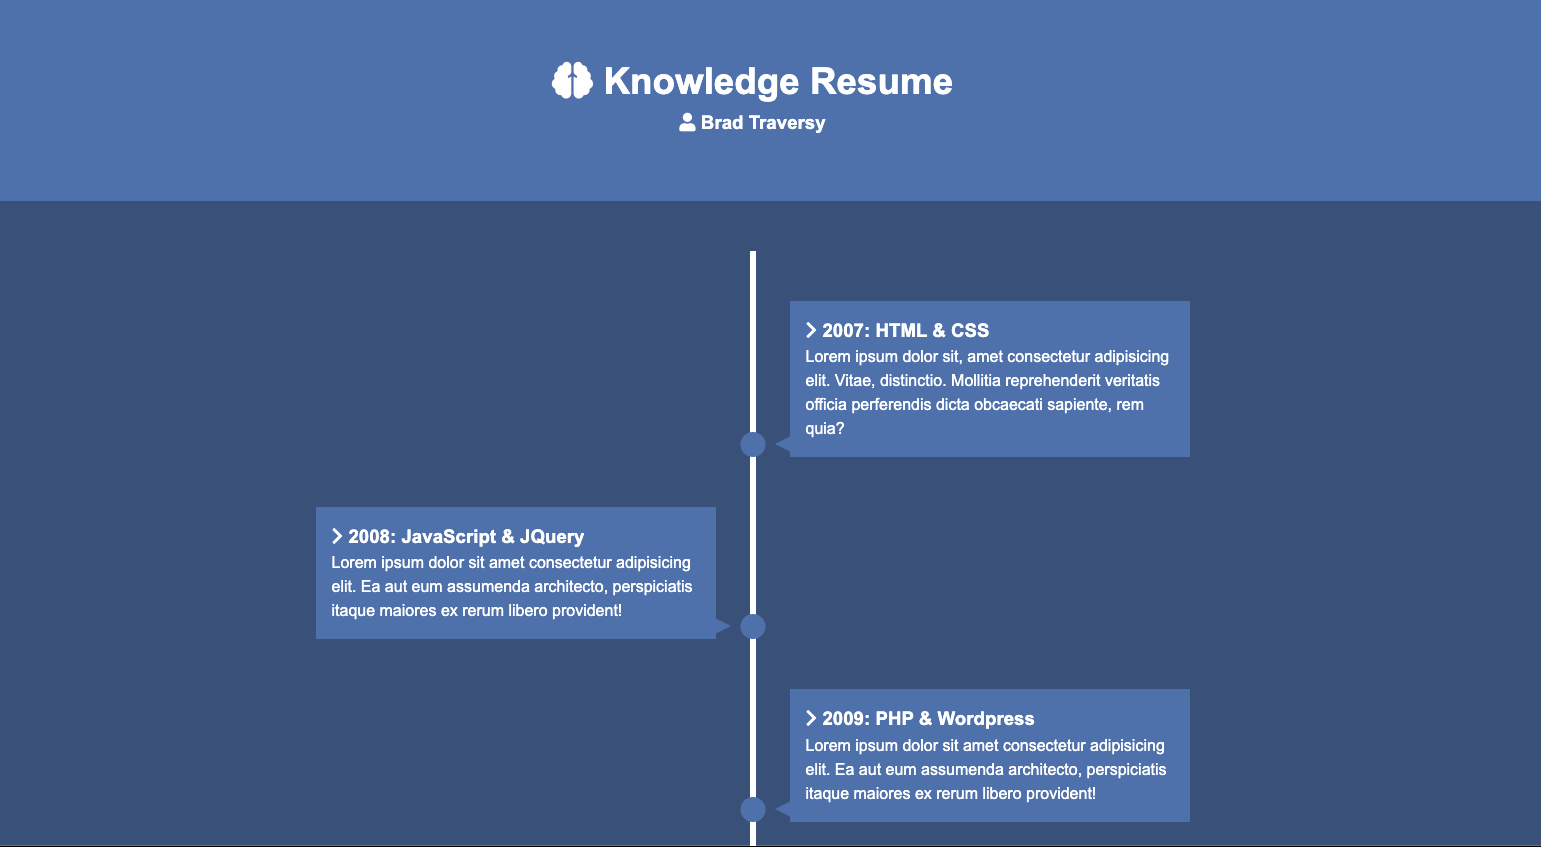 Knowledge Resume
Brad Traversy
2007: HTML & CSS
Lorem ipsum dolor sit, amet consectetur adipisicing
elit. Vitae, distinctio. Mollitia reprehenderit veritatis
officia perferendis dicta obcaecati sapiente, rem
quia?
2008: JavaScript & JQuery
Lorem ipsum dolor sit amet consectetur adipisicing
elit. Ea aut eum assumenda architecto, perspiciatis
itaque maiores ex rerum libero provident!
2009: PHP & Wordpress
Lorem ipsum dolor sit amet consectetur adipisicing
elit. Ea aut eum assumenda architecto, perspiciatis
itaque maiores ex rerum libero provident!